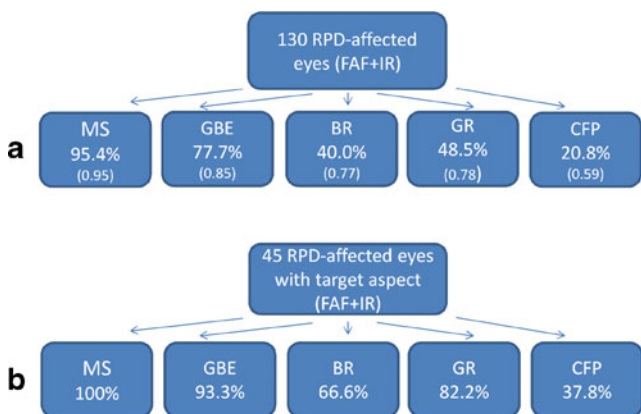 130 RPD-affected
eyes (FAF+IR)
a
MS
95.4%
(0.95)
GBE
77.7%
(0.85)
BR
40.0%
(0.77)
GR
48.5%
(0.78)
CFP
20.8%
(0.59)
45 RPD-affected eyes
with target aspect
(FAF+IR)
b
MS
100%
GBE
93.3%
BR
66.6%
GR
82.2%
CFP
37.8%